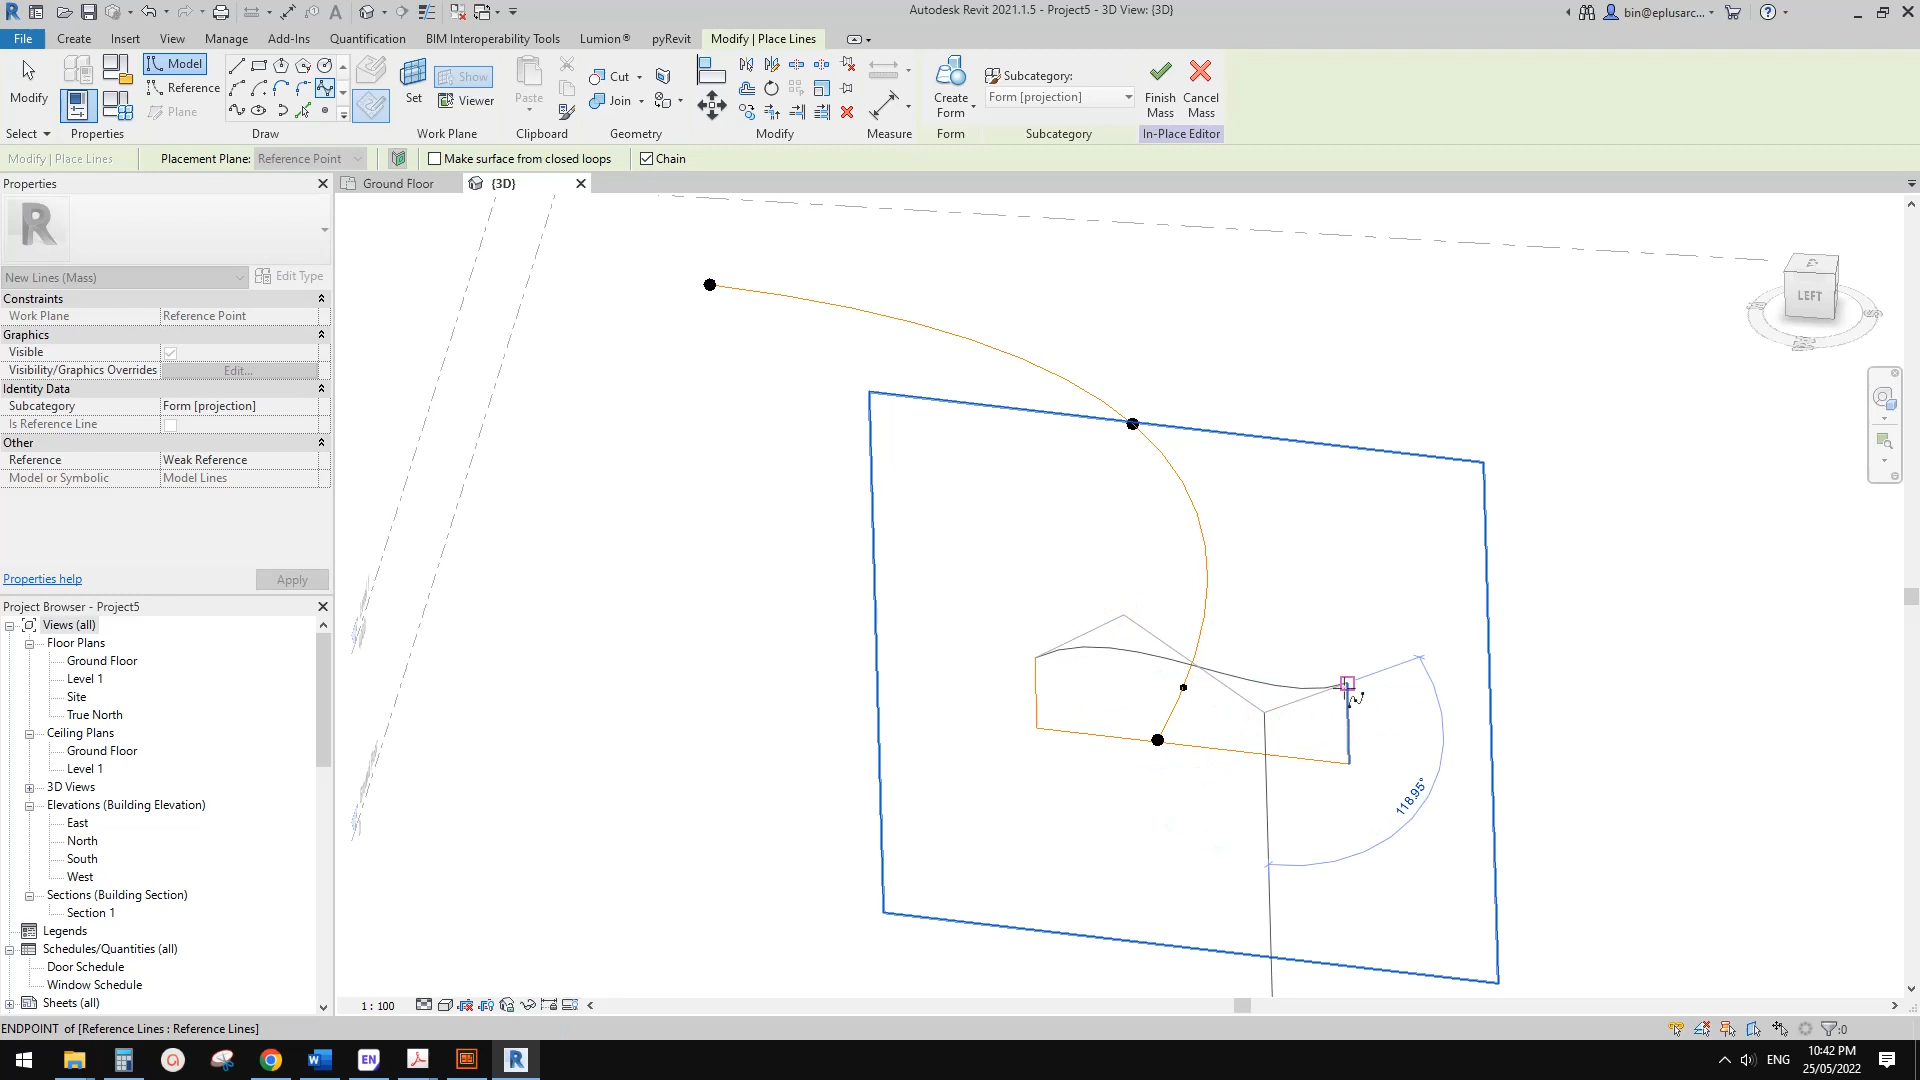 Autodesk Revit 2021.1.5 - Project5 - 3D View: {3D}
bin@eplusarc...
File
Create
Insert
View
Manage
Add-Ins
Quantification
BIM Interoperability Tools
Lumion®
pyRevit
Modify | Place Lines
Modify
Model
Reference
Plane
Set
Show
Viewer
Paste
Cut
Join
Create
Form
Subcategory:
Form [projection]
Finish
Mass
Cancel
Mass
Select
Properties
Draw
Work Plane
Clipboard
Geometry
Modify
Measure
Form
Subcategory
In-Place Editor
Modify | Place Lines
Placement Plane:
Reference Point
Make surface from closed loops
Chain
Properties
Ground Floor
{3D}
R
New Lines (Mass)
Edit Type
Constraints
Work Plane
Reference Point
Graphics
Visible
Visibility/Graphics Overrides
Edit...
Identity Data
Subcategory
Form [projection]
Is Reference Line
Other
Reference
Weak Reference
Model or Symbolic
Model Lines
Properties help
Apply
Project Browser - Project5
Views (all)
Floor Plans
Ground Floor
Level 1
Site
True North
Ceiling Plans
Ground Floor
Level 1
3D Views
Elevations (Building Elevation)
East
North
South
West
Sections (Building Section)
Section 1
Legends
Schedules/Quantities (all)
Door Schedule
Window Schedule
Sheets (all)
LEFT
118.95°
1 : 100
ENDPOINT of [Reference Lines : Reference Lines]
:0
EN
ENG
10:42 PM
25/05/2022